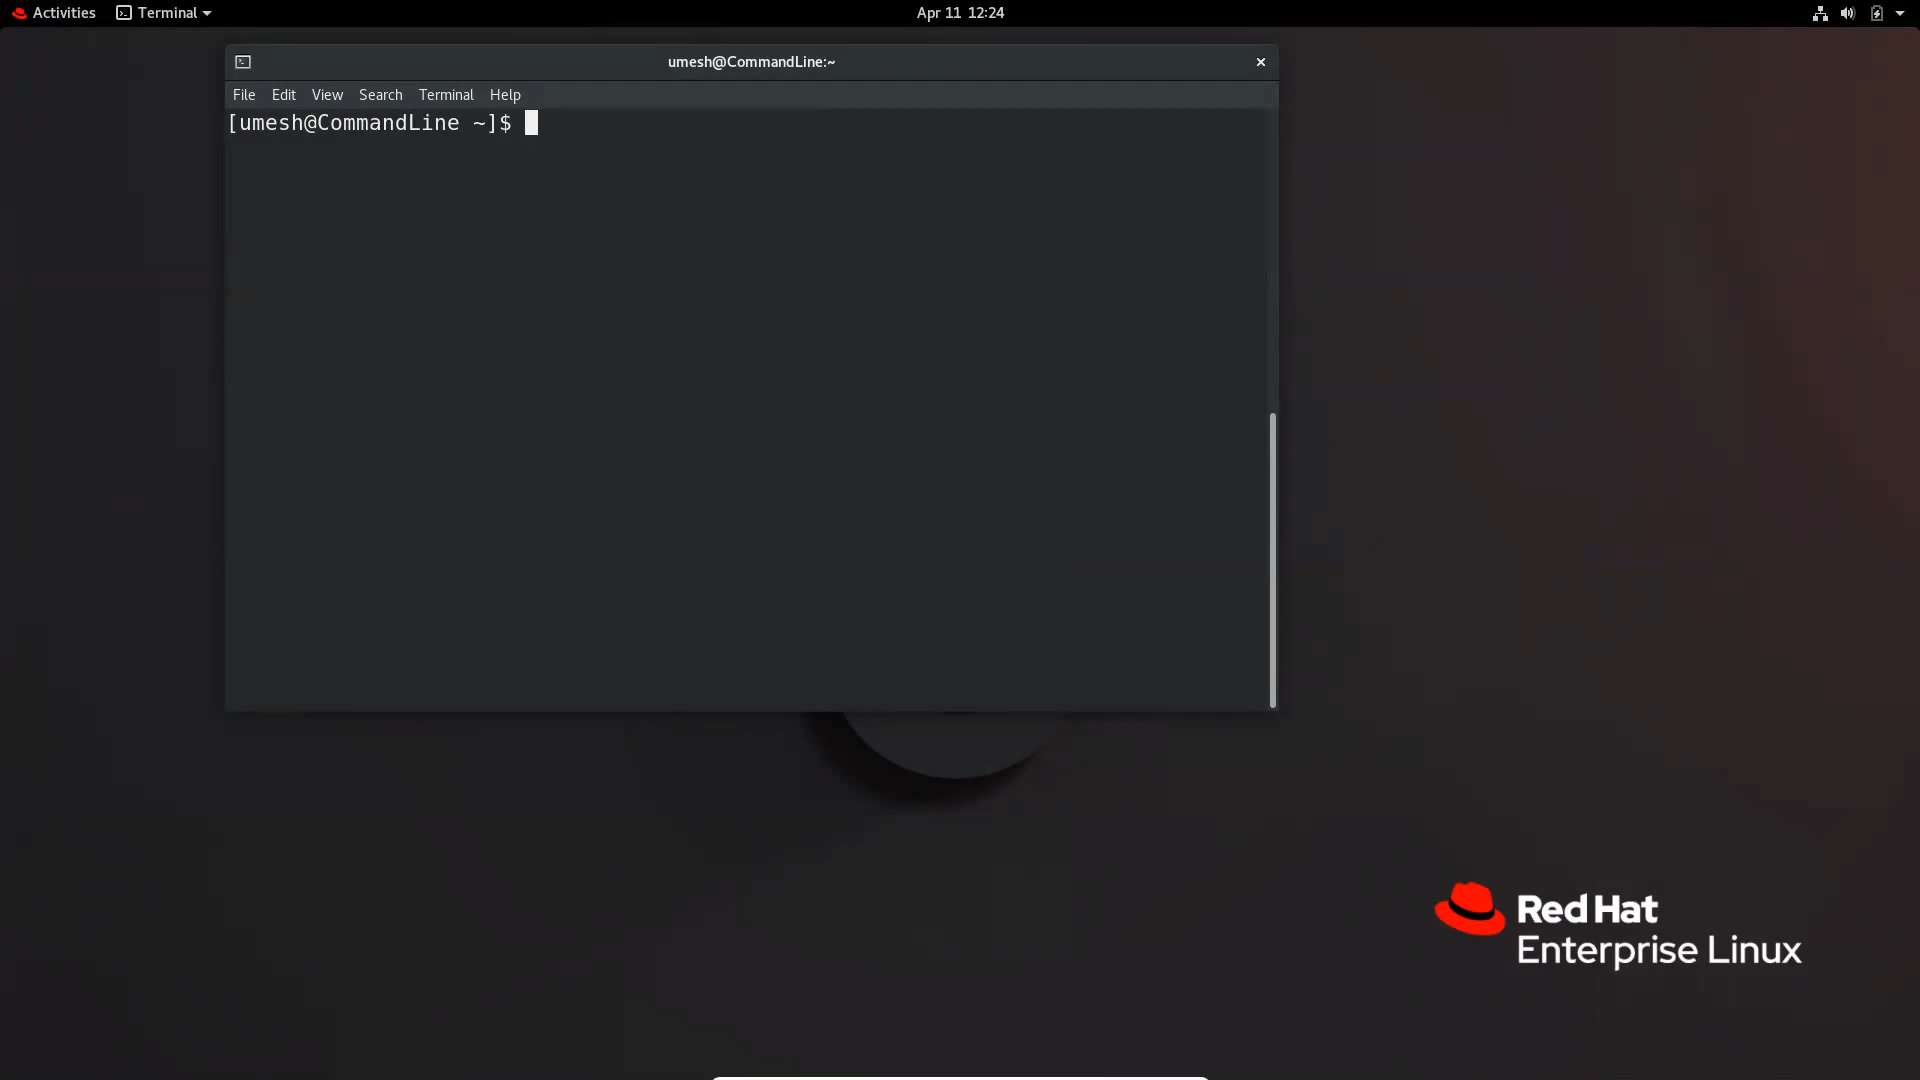 Activities Terminal Apr 11 12:24
umesh@CommandLine:~
File Edit View Search Terminal Help
[umesh@CommandLine ~]$
Red Hat
Enterprise Linux